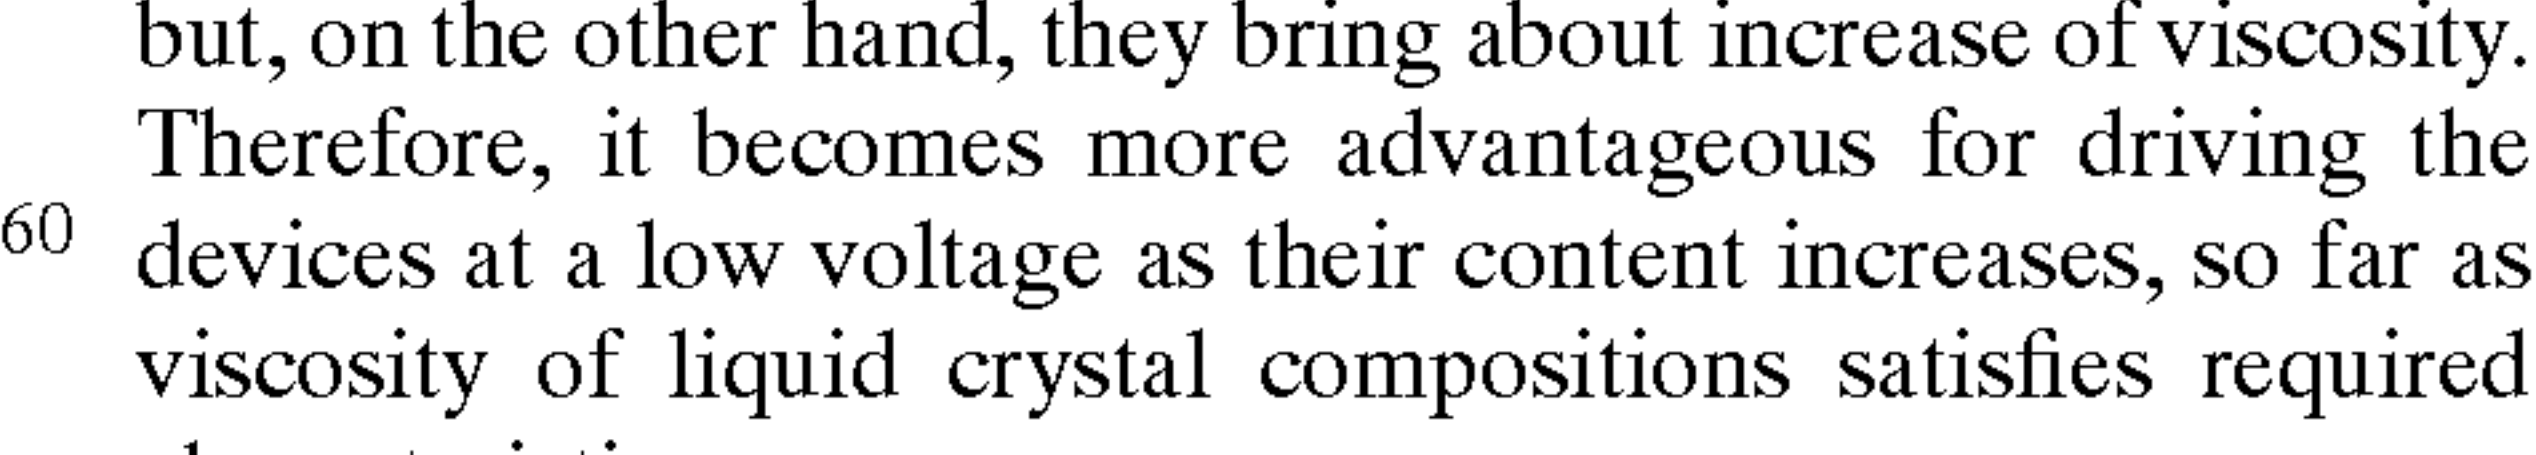 but, on the other hand, they bring about increase of viscosity.
Therefore, it becomes more advantageous for driving the
60 devices at a low voltage as their content increases, so far as
viscosity of liquid crystal compositions satisfies required